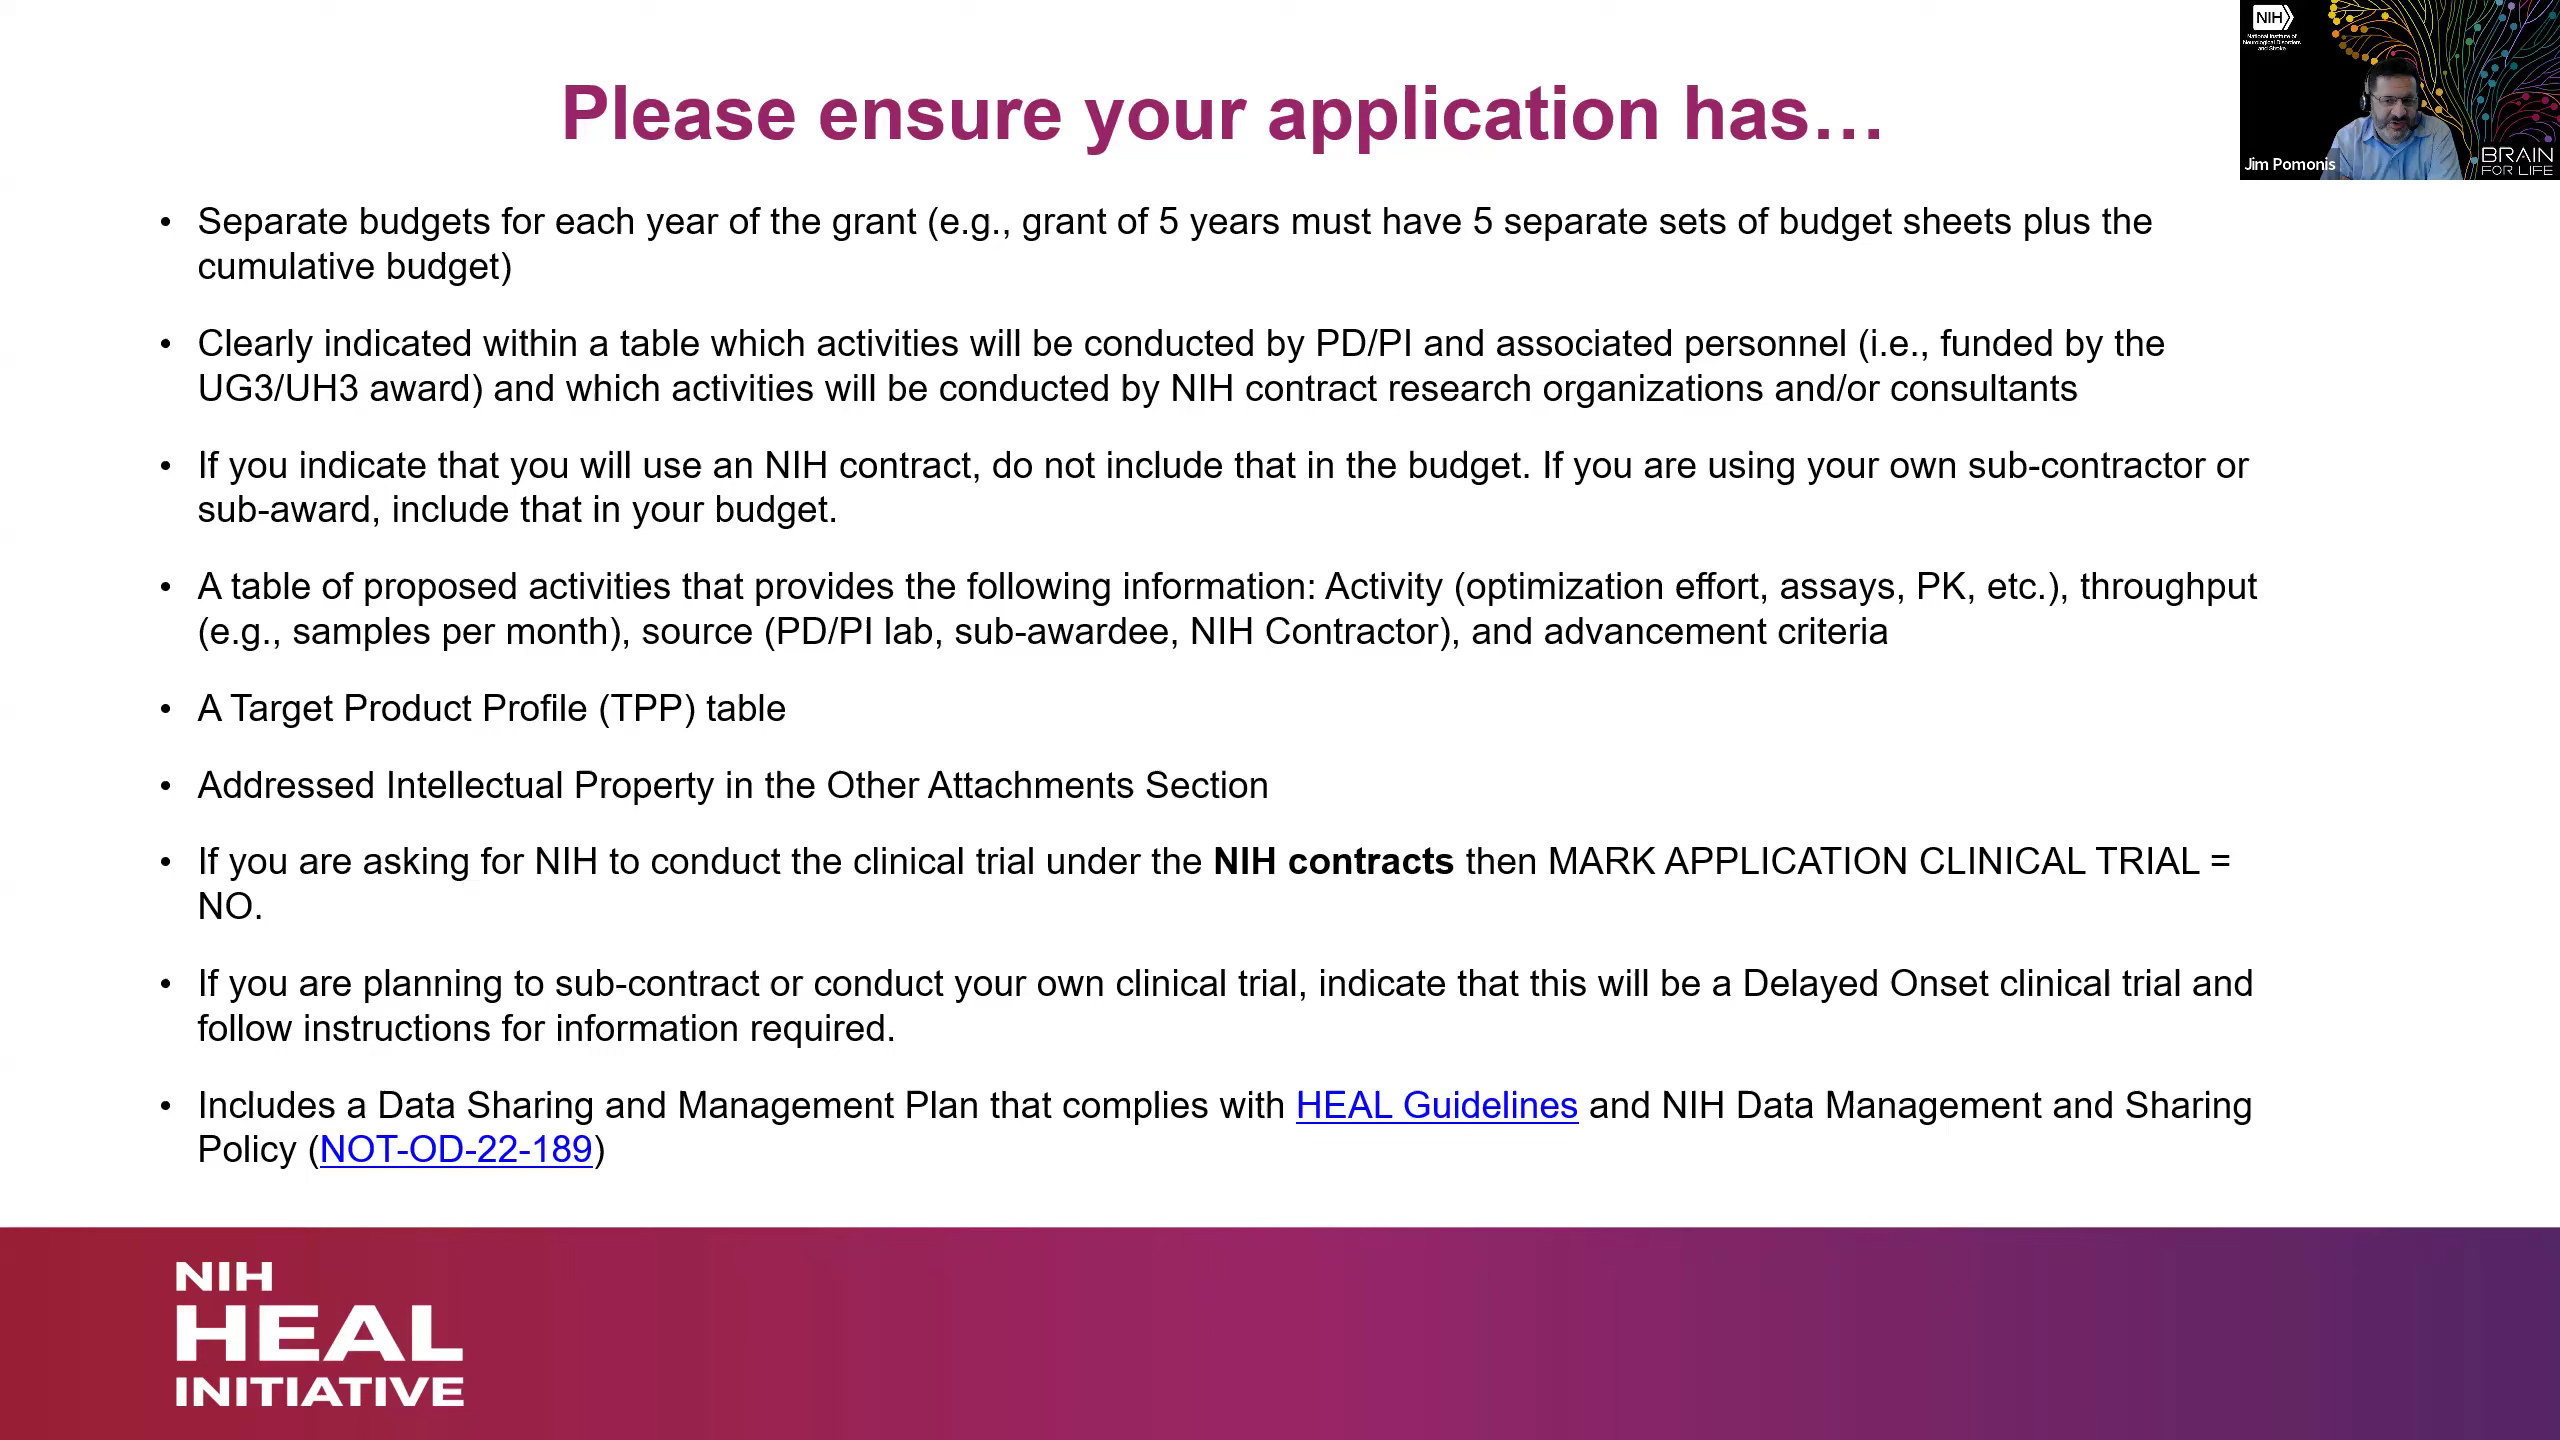 Please ensure your application has…
• Separate budgets for each year of the grant (e.g., grant of 5 years must have 5 separate sets of budget sheets plus the
cumulative budget)
• Clearly indicated within a table which activities will be conducted by PD/PI and associated personnel (i.e., funded by the
UG3/UH3 award) and which activities will be conducted by NIH contract research organizations and/or consultants
• If you indicate that you will use an NIH contract, do not include that in the budget. If you are using your own sub-contractor or
sub-award, include that in your budget.
• A table of proposed activities that provides the following information: Activity (optimization effort, assays, PK, etc.), throughput
(e.g., samples per month), source (PD/PI lab, sub-awardee, NIH Contractor), and advancement criteria
• A Target Product Profile (TPP) table
• Addressed Intellectual Property in the Other Attachments Section
• If you are asking for NIH to conduct the clinical trial under the NIH contracts then MARK APPLICATION CLINICAL TRIAL =
NO.
• If you are planning to sub-contract or conduct your own clinical trial, indicate that this will be a Delayed Onset clinical trial and
follow instructions for information required.
• Includes a Data Sharing and Management Plan that complies with HEAL Guidelines and NIH Data Management and Sharing
Policy (NOT-OD-22-189)
NIH
HEAL
INITIATIVE
NIH
National Institute of
Neurological Disorders
and Stroke
Jim Pomonis
BRAIN
FOR LIFE